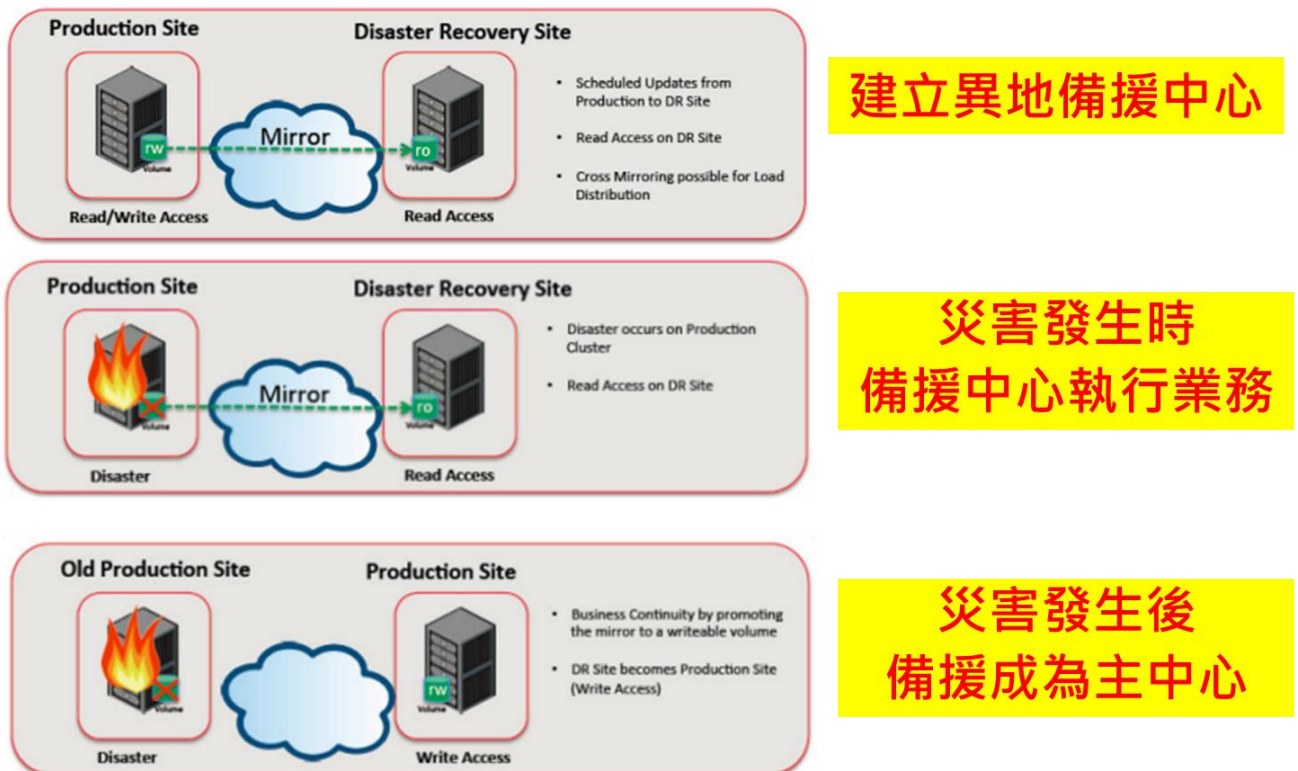 Production Site
Disaster Recovery Site
rw
Volume
Read/Write Access
Mirror
ro
Volume
Read Access
• Scheduled Updates from
Production to DR Site
• Read Access on DR Site
• Cross Mirroring possible for Load
Distribution
建立異地備援中心
Production Site
Disaster Recovery Site
Volume
Disaster
Mirror
ro
Volume
Read Access
• Disaster occurs on Production
Cluster
• Read Access on DR Site
災害發生時
備援中心執行業務
Old Production Site
Production Site
Volume
Disaster
rw
Volume
Write Access
• Business Continuity by promoting
the mirror to a writeable volume
• DR Site becomes Production Site
(Write Access)
災害發生後
備援成為主中心